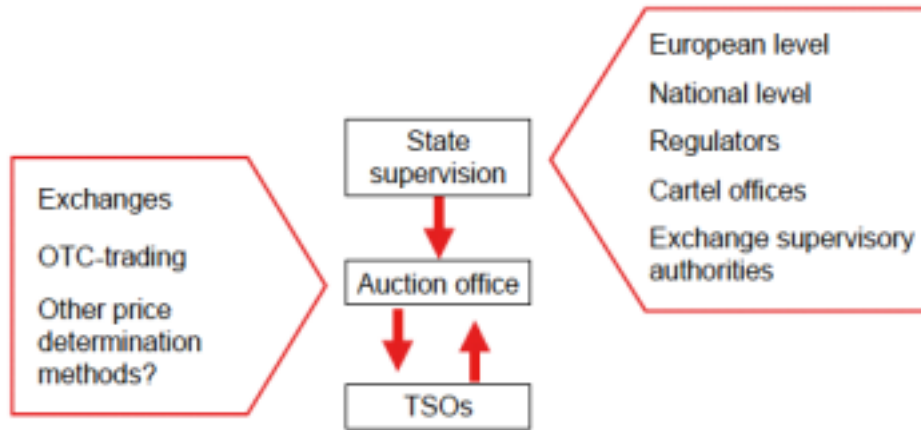 European level
National level
Regulators
Cartel offices
Exchange supervisory
authorities
State
supervision
Exchanges
OTC-trading
Other price
determination
methods?
Auction office
TSOs